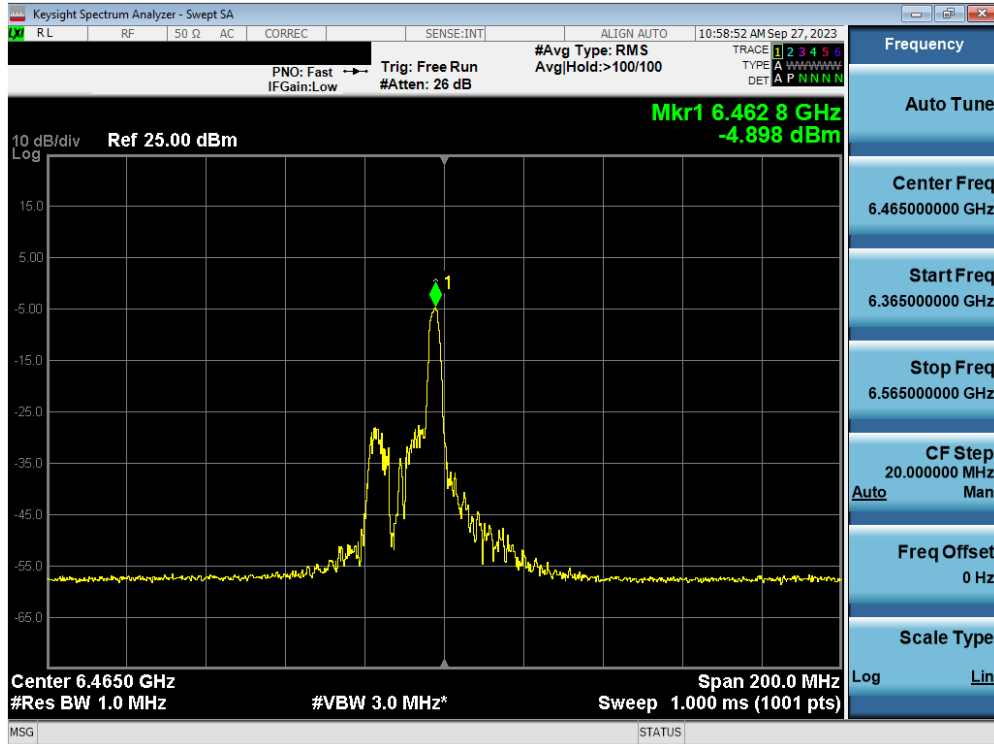 Keysight Spectrum Analyzer - Swept SA
LXI RL RF 50 Ω AC CORREC SENSE:INT ALIGN AUTO 10:58:52 AM Sep 27, 2023
PNO: Fast Trig: Free Run #Avg Type: RMS TRACE 1 2 3 4 5 6
IFGain:Low #Atten: 26 dB Avg|Hold:>100/100 TYPE A WWWWW
DET A P N N N N
Mkr1 6.462 8 GHz
-4.898 dBm
10 dB/div Ref 25.00 dBm
Log
15.0
5.00
-5.00
-15.0
-25.0
-35.0
-45.0
-55.0
-65.0
1
Center 6.4650 GHz Span 200.0 MHz
#Res BW 1.0 MHz #VBW 3.0 MHz* Sweep 1.000 ms (1001 pts)
MSG STATUS
Frequency
Auto Tune
Center Freq
6.465000000 GHz
Start Freq
6.365000000 GHz
Stop Freq
6.565000000 GHz
CF Step
20.000000 MHz
Auto Man
Freq Offset
0 Hz
Scale Type
Log Lin